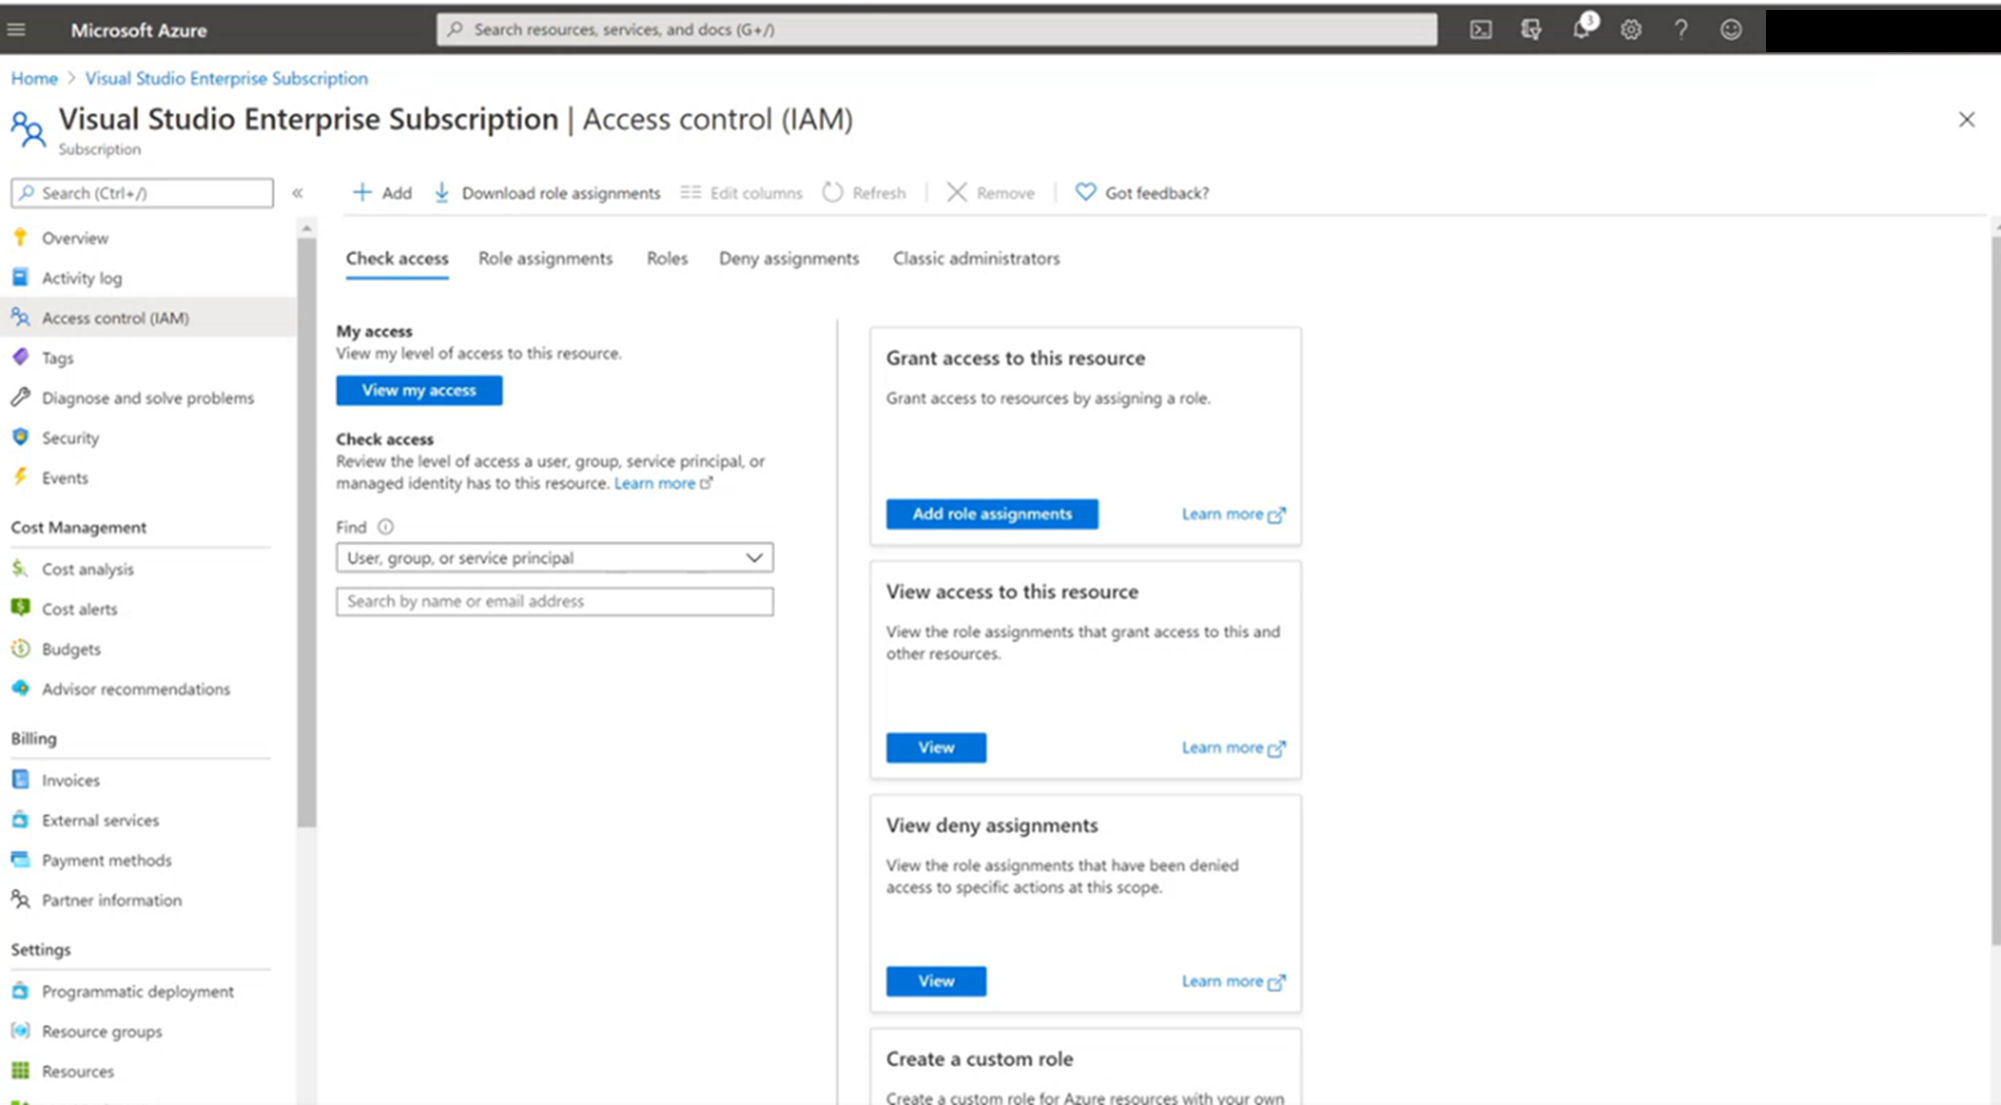 Microsoft Azure
Search resources, services, and docs (G+/)
3
Home > Visual Studio Enterprise Subscription
Visual Studio Enterprise Subscription | Access control (IAM)
Subscription
Search (Ctrl+/)
«
Add
Download role assignments
Edit columns
Refresh
Remove
Got feedback?
Overview
Activity log
Access control (IAM)
Tags
Diagnose and solve problems
Security
Events
Cost Management
Cost analysis
Cost alerts
Budgets
Advisor recommendations
Billing
Invoices
External services
Payment methods
Partner information
Settings
Programmatic deployment
Resource groups
Resources
Check access
Role assignments
Roles
Deny assignments
Classic administrators
My access
View my level of access to this resource.
View my access
Check access
Review the level of access a user, group, service principal, or
managed identity has to this resource. Learn more
Find
User, group, or service principal
Search by name or email address
Grant access to this resource
Grant access to resources by assigning a role.
Add role assignments
Learn more
View access to this resource
View the role assignments that grant access to this and
other resources.
View
Learn more
View deny assignments
View the role assignments that have been denied
access to specific actions at this scope.
View
Learn more
Create a custom role
Create a custom role for Azure resources with your own